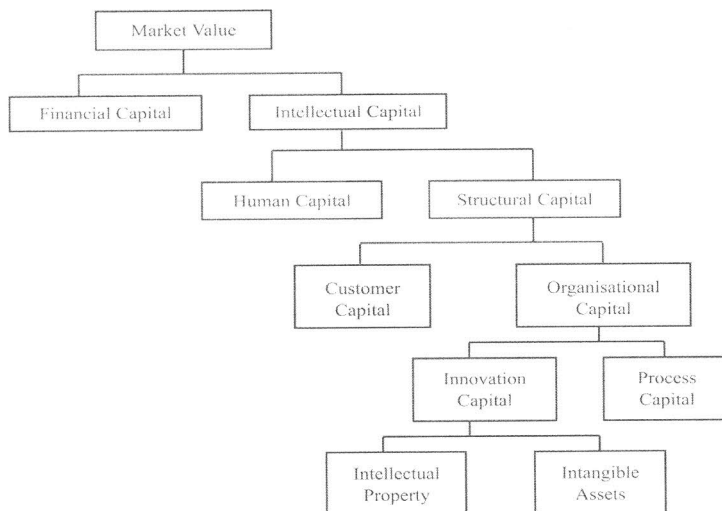 Market Value
Financial Capital
Intellectual Capital
Human Capital
Structural Capital
Customer
Capital
Organisational
Capital
Innovation
Capital
Process
Capital
Intellectual
Property
Intangible
Assets